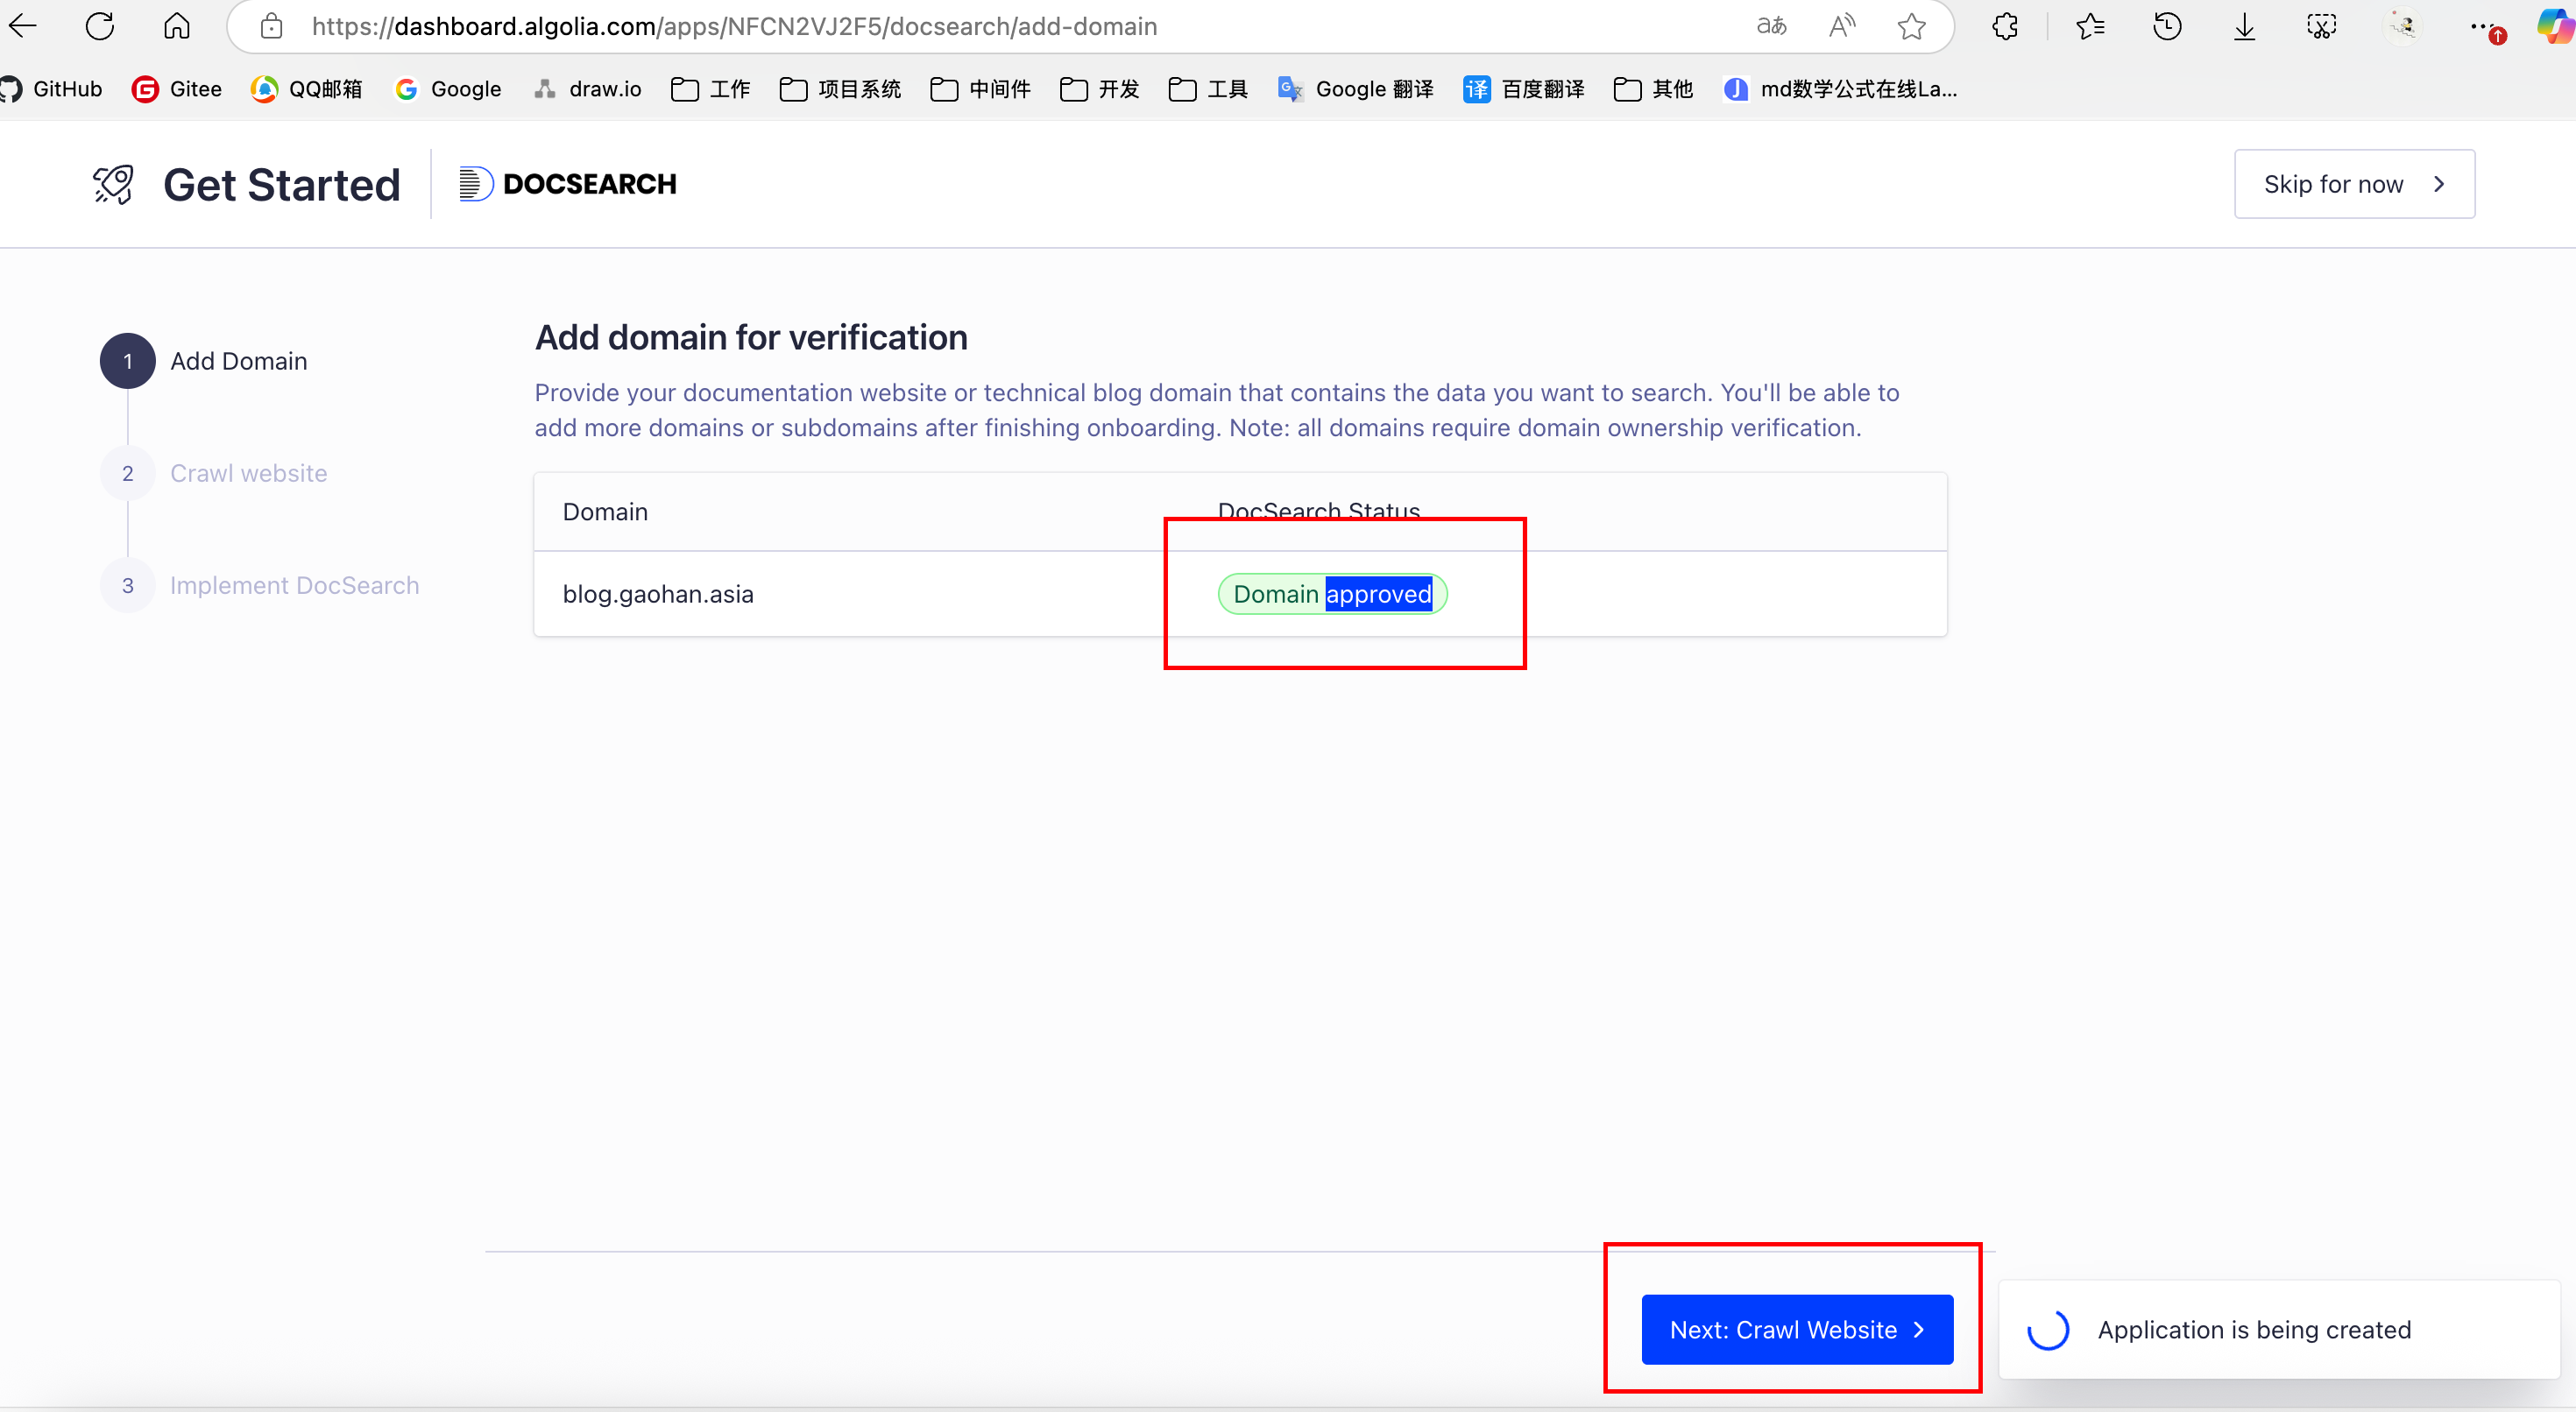 https://dashboard.algolia.com/apps/NFCN2VJ2F5/docsearch/add-domain
GitHub Gitee QQ邮箱 Google draw.io 工作 项目系统 中间件 开发 工具 Google 翻译 百度翻译 其他 md数学公式在线La...
Get Started DOCSEARCH Skip for now
1 Add Domain
2 Crawl website
3 Implement DocSearch
Add domain for verification
Provide your documentation website or technical blog domain that contains the data you want to search. You'll be able to
add more domains or subdomains after finishing onboarding. Note: all domains require domain ownership verification.
Domain DocSearch Status
blog.gaohan.asia Domain approved
Next: Crawl Website
Application is being created